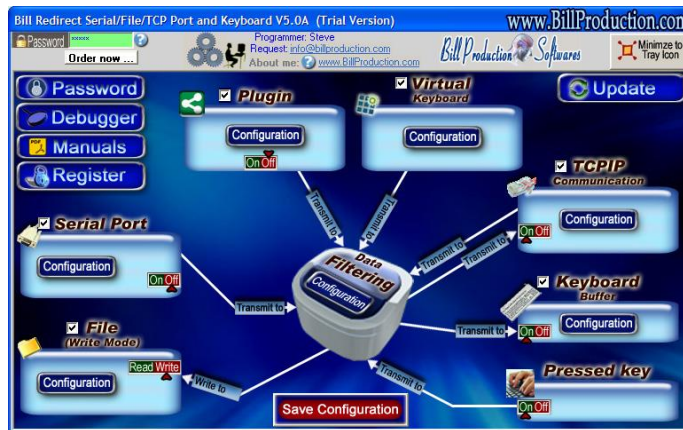 Bill Redirect Serial/File/TCP Port and Keyboard V5.0A (Trial Version)
www.BillProduction.com
Password
xxxxx
Order now ...
Programmer: Steve
Request: info@billproduction.com
About me: www.BillProduction.com
Bill Production Softwares
Minimze to
Tray Icon
Password
Debugger
PDF
Manuals
Register
Update
Plugin
Configuration
On Off
Virtual
Keyboard
Configuration
TCPIP
Communication
Configuration
On Off
Serial Port
Configuration
On Off
Transmit to
Transmit to
Transmit to
Transmit to
Data
Filtering
Configuration
Keyboard
Buffer
Configuration
On Off
Transmit to
Transmit to
File
(Write Mode)
Read Write
Configuration
Write to
Transmit to
Pressed key
On Off
Save Configuration